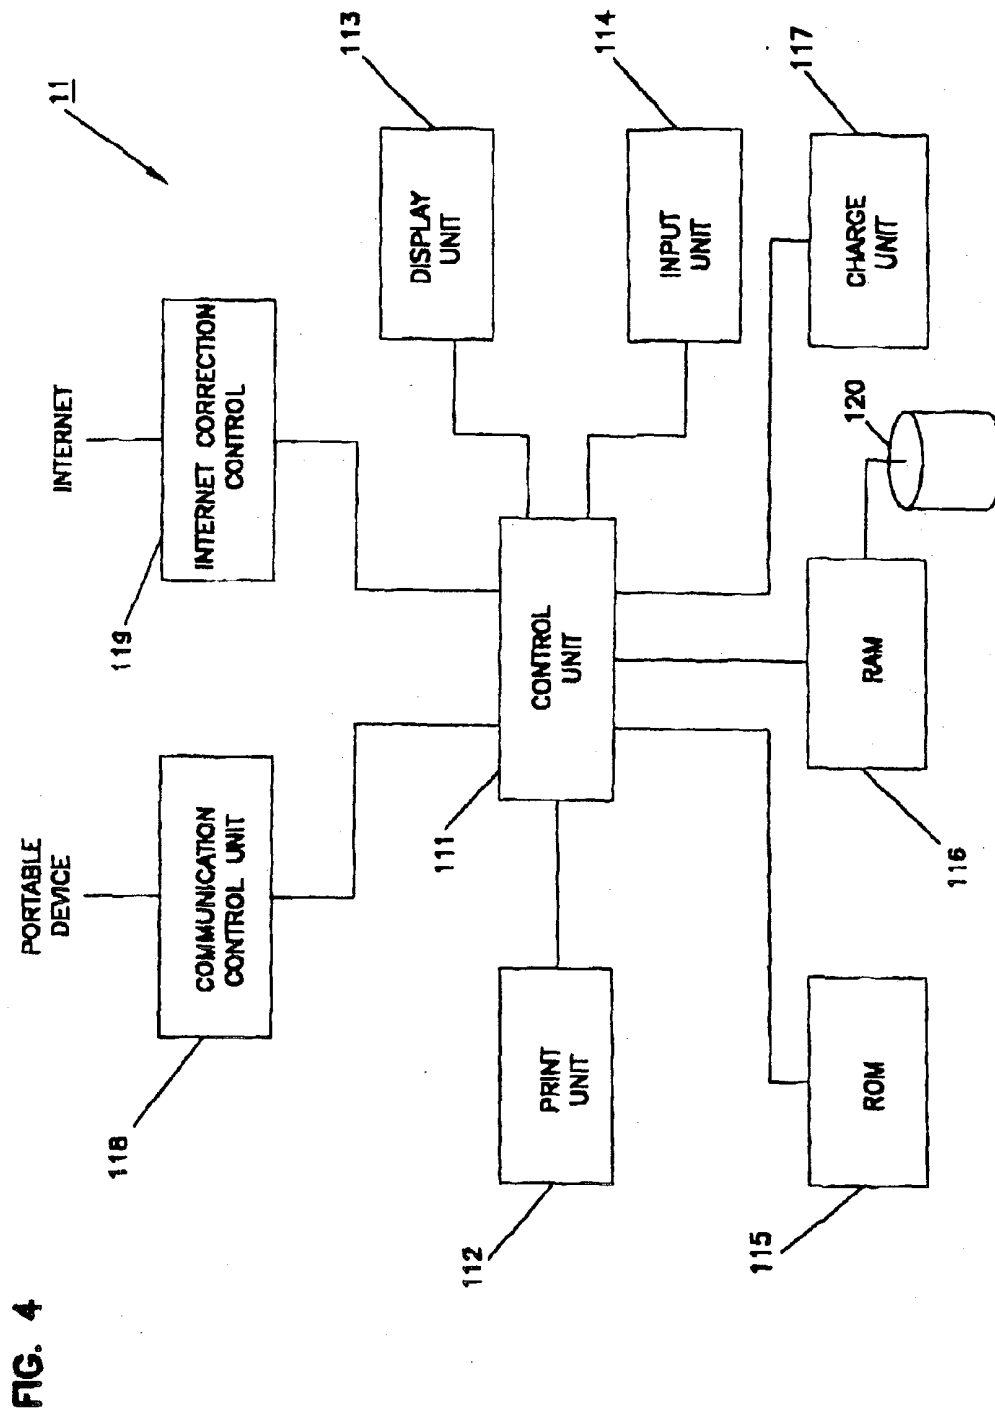 FIG. 4
11
PORTABLE
DEVICE
INTERNET
118
COMMUNICATION
CONTROL UNIT
119
INTERNET CORRECTION
CONTROL
113
DISPLAY
UNIT
112
PRINT
UNIT
111
CONTROL
UNIT
114
INPUT
UNIT
115
ROM
116
RAM
120
117
CHARGE
UNIT